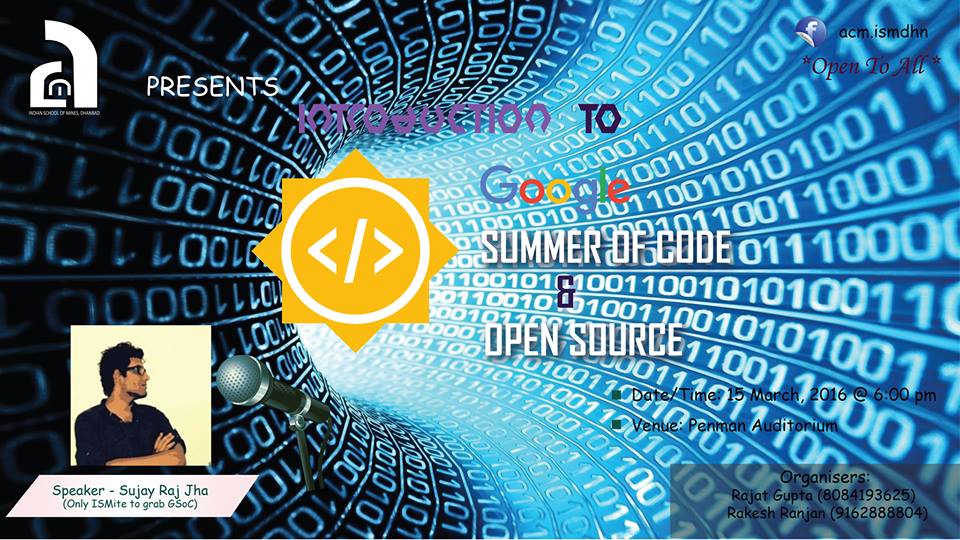 INDIAN SCHOOL OF MINES, DHANBAD
PRESENTS
f acm.ismdhn
*Open To All*
INTRODUCTION TO
</>
Google
SUMMER OF CODE
&
OPEN SOURCE
Date/Time: 15 March, 2016 @ 6:00 pm
Venue: Penman Auditorium
Speaker - Sujay Raj Jha
(Only ISMite to grab GSoC)
Organisers:
Rajat Gupta (8084193625)
Rakesh Ranjan (9162888804)